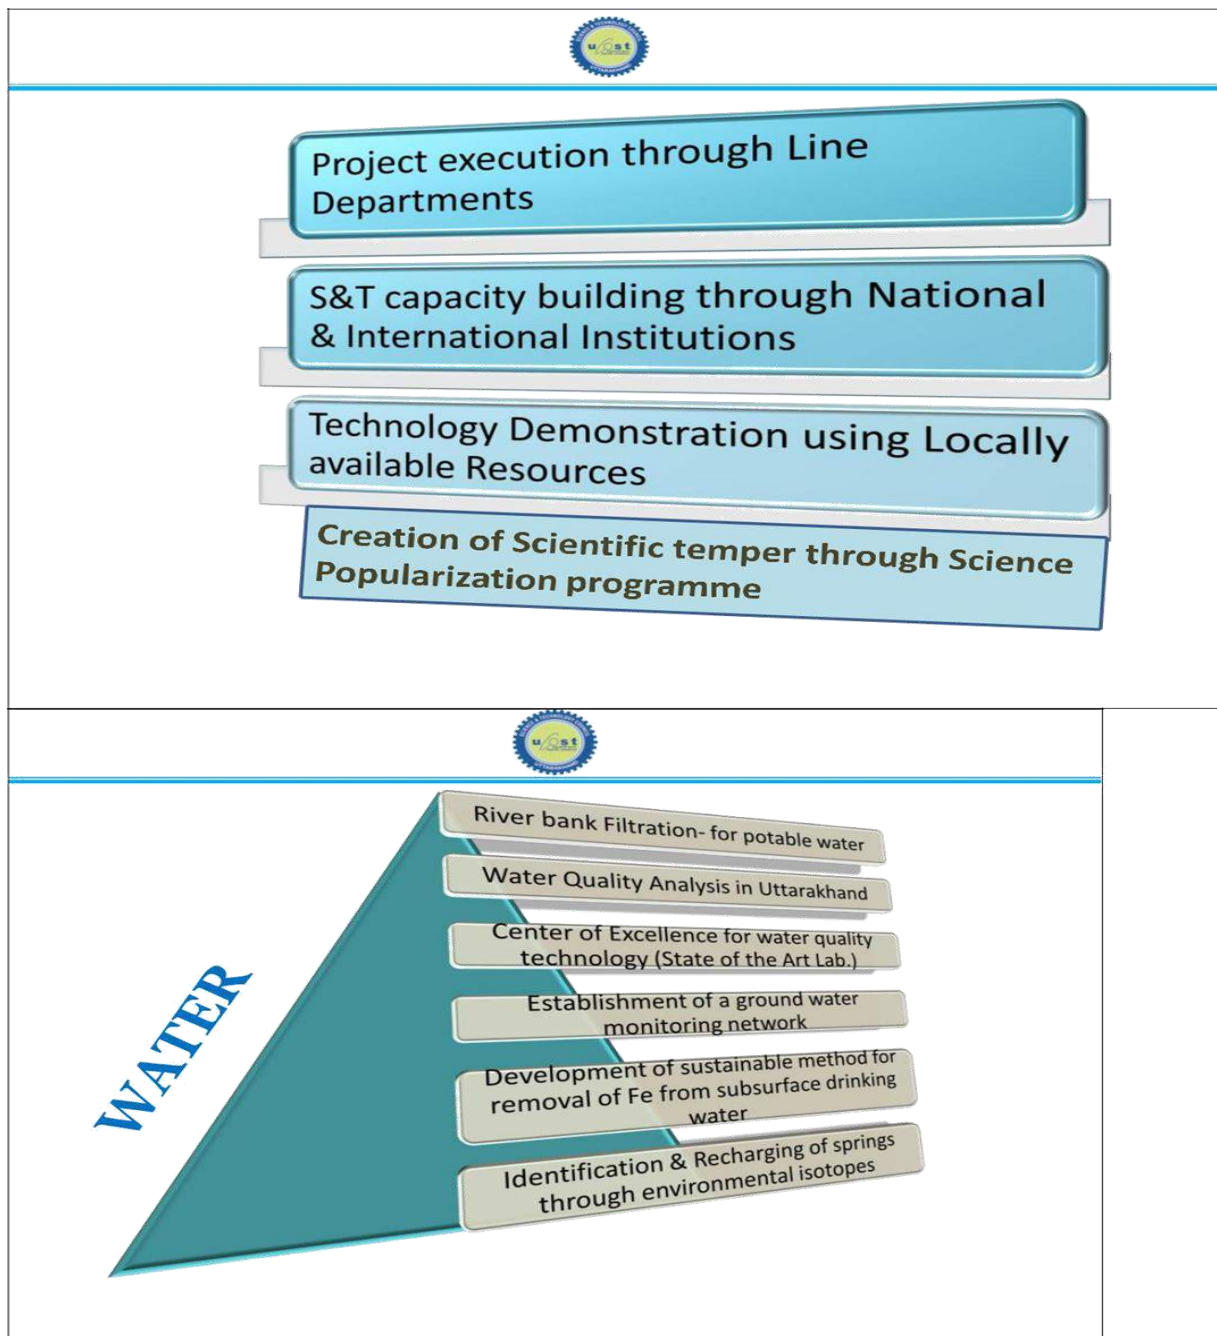 u st
UTTARAKHAND
Project execution through Line
Departments
S&T capacity building through National
& International Institutions
Technology Demonstration using Locally
available Resources
Creation of Scientific temper through Science
Popularization programme
u st
WATER
River bank Filtration- for potable water
Water Quality Analysis in Uttarakhand
Center of Excellence for water quality
technology (State of the Art Lab.)
Establishment of a ground water
monitoring network
Development of sustainable method for
removal of Fe from subsurface drinking
water
Identification & Recharging of springs
through environmental isotopes